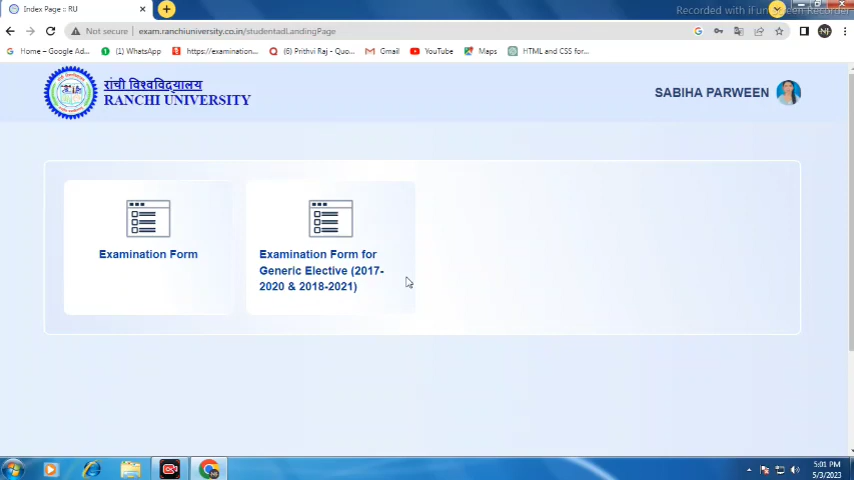 Index Page :: RU
Recorded with iFun Screen Recorder
Not secure
exam.ranchiuniversity.co.in/studentadLandingPage
Home - Google Ad...
(1) WhatsApp
https://examination...
(6) Prithvi Raj - Quo...
Gmail
YouTube
Maps
HTML and CSS for...
रांची विश्वविद्यालय
RANCHI UNIVERSITY
SABIHA PARWEEN
Examination Form
Examination Form for
Generic Elective (2017-
2020 & 2018-2021)
5:01 PM
5/3/2023